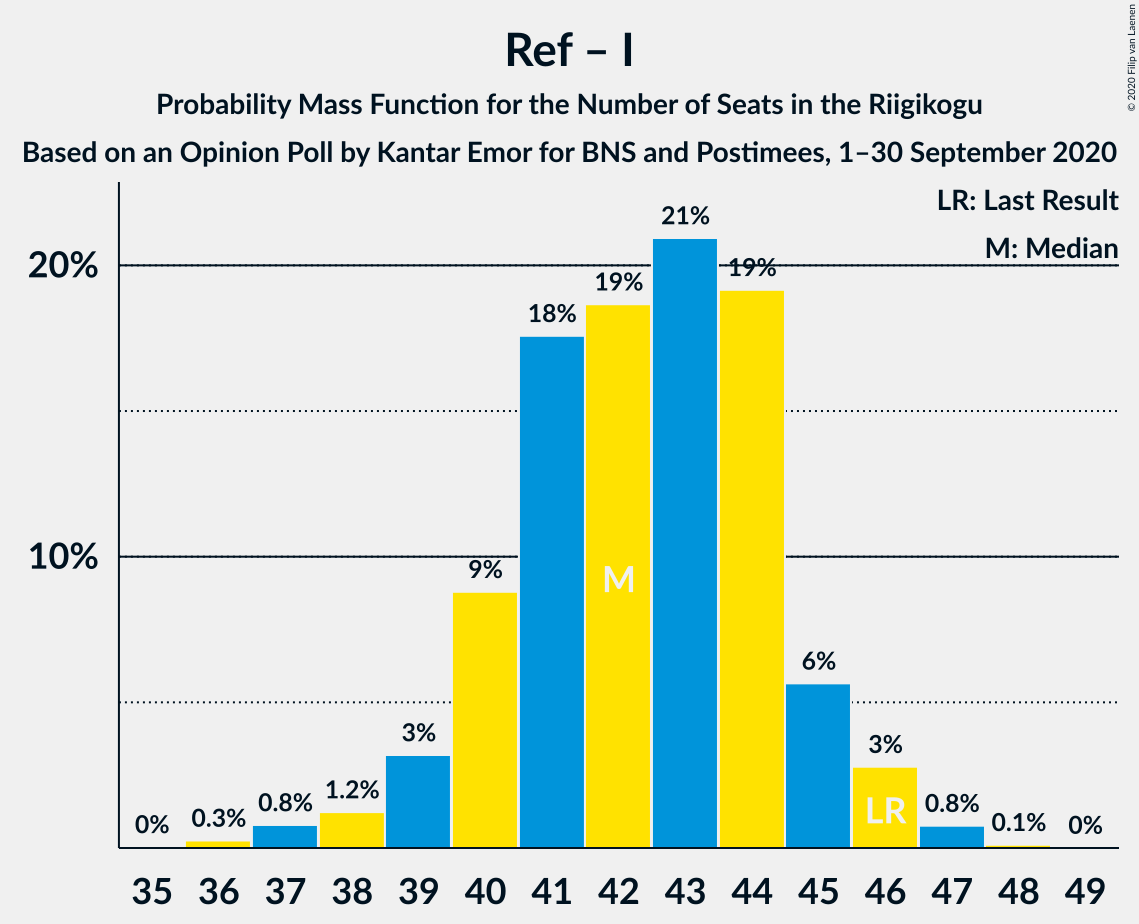 Ref – I
Probability Mass Function for the Number of Seats in the Riigikogu
Based on an Opinion Poll by Kantar Emor for BNS and Postimees, 1–30 September 2020
© 2020 Filip van Laenen
LR: Last Result
M: Median
20%
10%
0%
0.3%
0.8%
1.2%
3%
9%
18%
19%
21%
19%
6%
3%
0.8%
0.1%
0%
M
LR
35 36 37 38 39 40 41 42 43 44 45 46 47 48 49